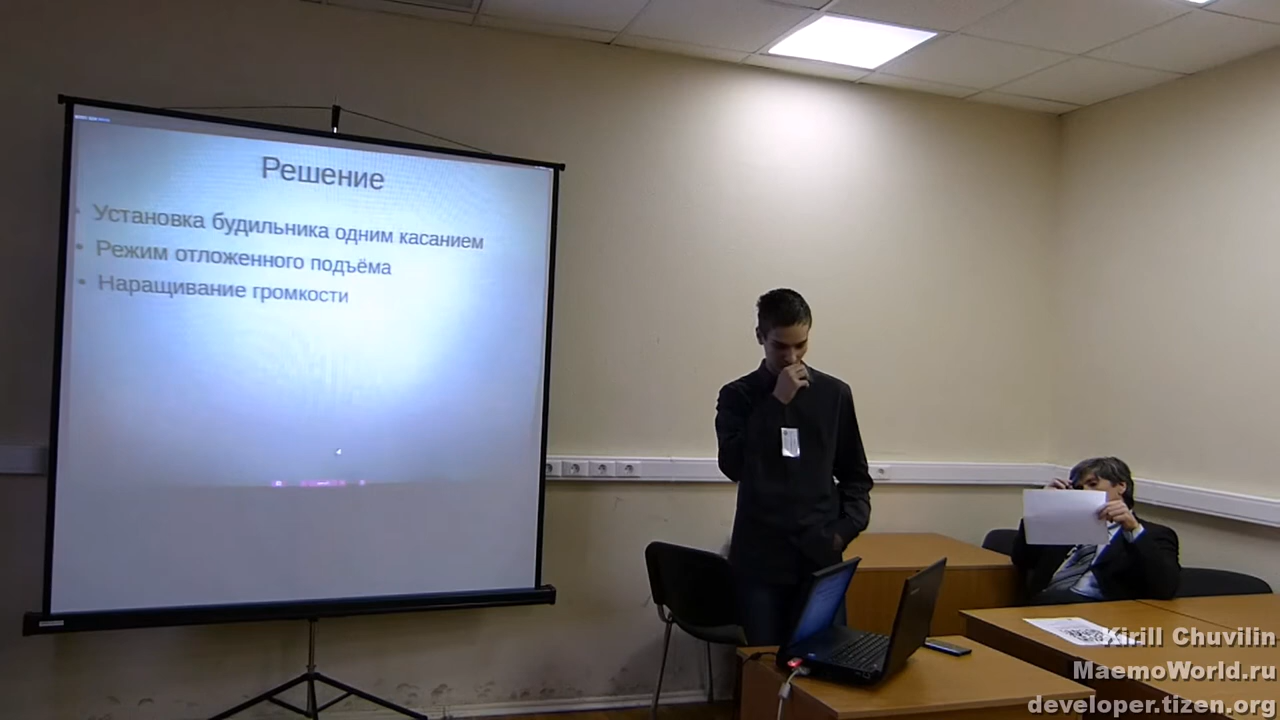 Решение
Установка будильника одним касанием
Режим отложенного подъёма
Наращивание громкости
Kirill Chuvilin
MaemoWorld.ru
developer.tizen.org